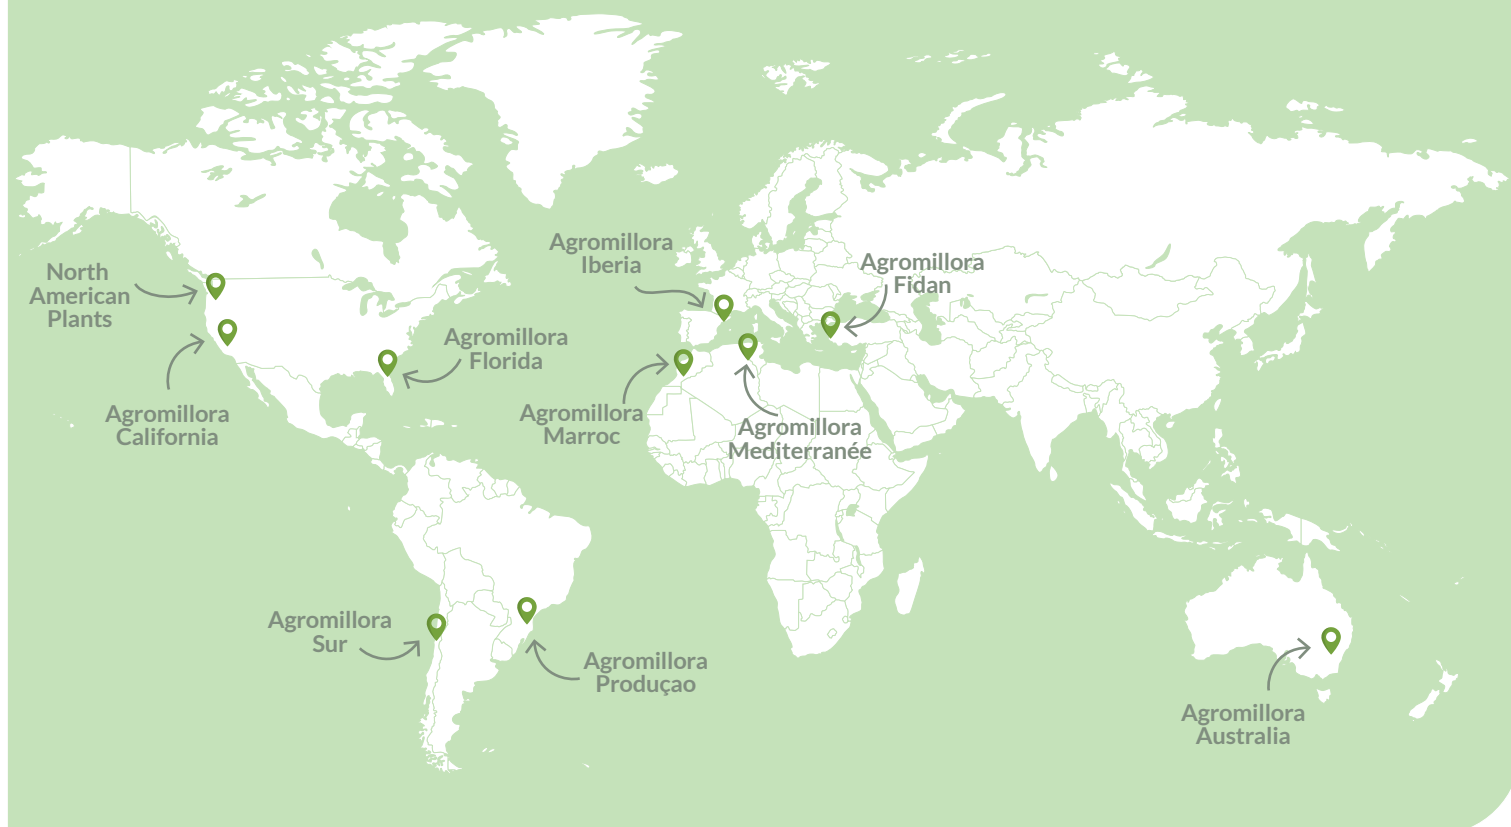 North
American
Plants
Agromillora
California
Agromillora
Florida
Agromillora
Iberia
Agromillora
Fidan
Agromillora
Marroc
Agromillora
Mediterranée
Agromillora
Sur
Agromillora
Produçao
Agromillora
Australia